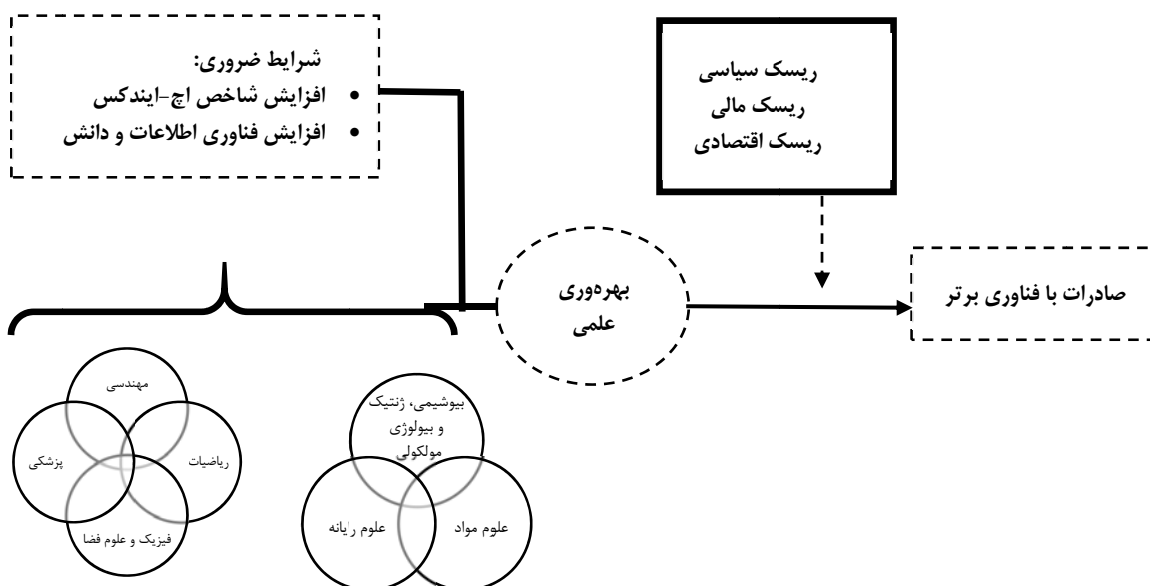 شرایط ضروری:
• افزایش شاخص اچ-ایندکس
• افزایش فناوری اطلاعات و دانش
ریسک سیاسی
ریسک مالی
ریسک اقتصادی
بهره‌وری
علمی
صادرات با فناوری برتر
مهندسی
پزشکی
ریاضیات
فیزیک و علوم فضا
بیوشیمی، ژنتیک
و
بیولوژی
مولکولی
علوم رایانه
علوم مواد